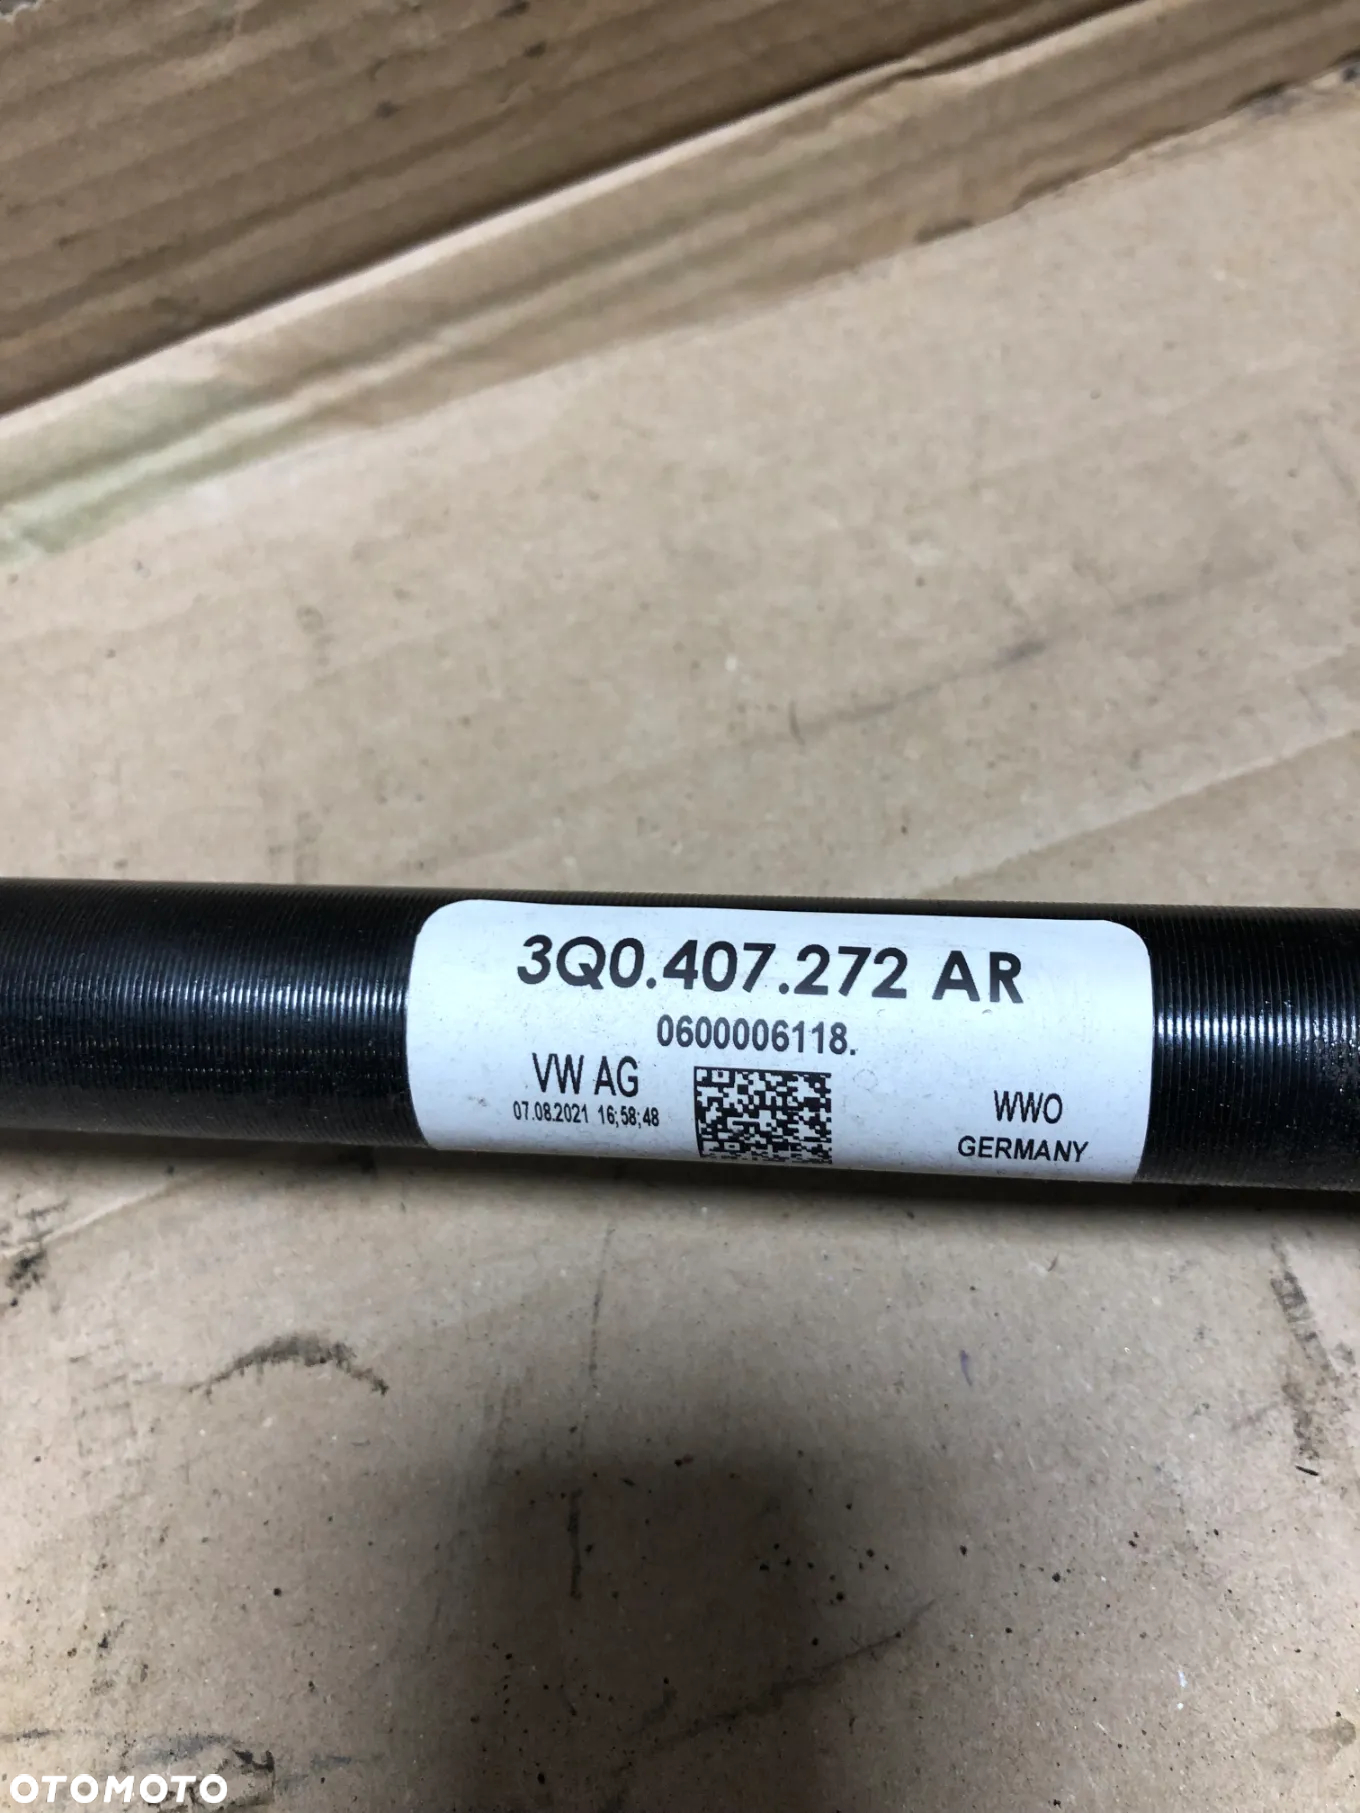 3Q0.407.272 AR
0600006118.
VW AG
07.08.2021 16;58;48
WWO
GERMANY
OTOMOTO